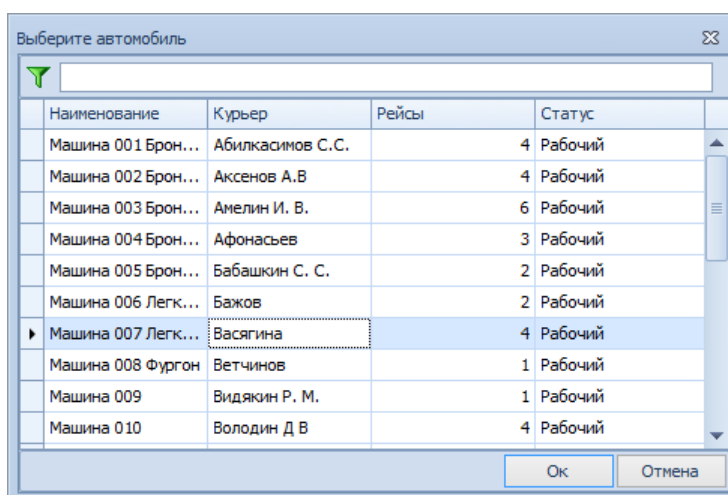 Выберите автомобиль
Наименование Курьер Рейсы Статус
Машина 001 Брон... Абилкасимов С.С. 4 Рабочий
Машина 002 Брон... Аксенов А.В 4 Рабочий
Машина 003 Брон... Амелин И. В. 6 Рабочий
Машина 004 Брон... Афонасьев 3 Рабочий
Машина 005 Брон... Бабашкин С. С. 2 Рабочий
Машина 006 Легк... Бажов 2 Рабочий
Машина 007 Легк... Васягина 4 Рабочий
Машина 008 Фургон Ветчинов 1 Рабочий
Машина 009 Видякин Р. М. 1 Рабочий
Машина 010 Володин Д В 4 Рабочий
Ок Отмена